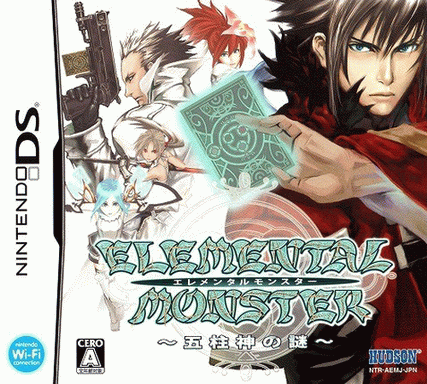 NINTENDO DS
ELEMENTAL
エレメンタルモンスター
MONSTER
～五柱神の謎～
nintendo
Wi-Fi
connection
CERO
A
全年齢対象
HUDSON
NTR-AEMJ-JPN